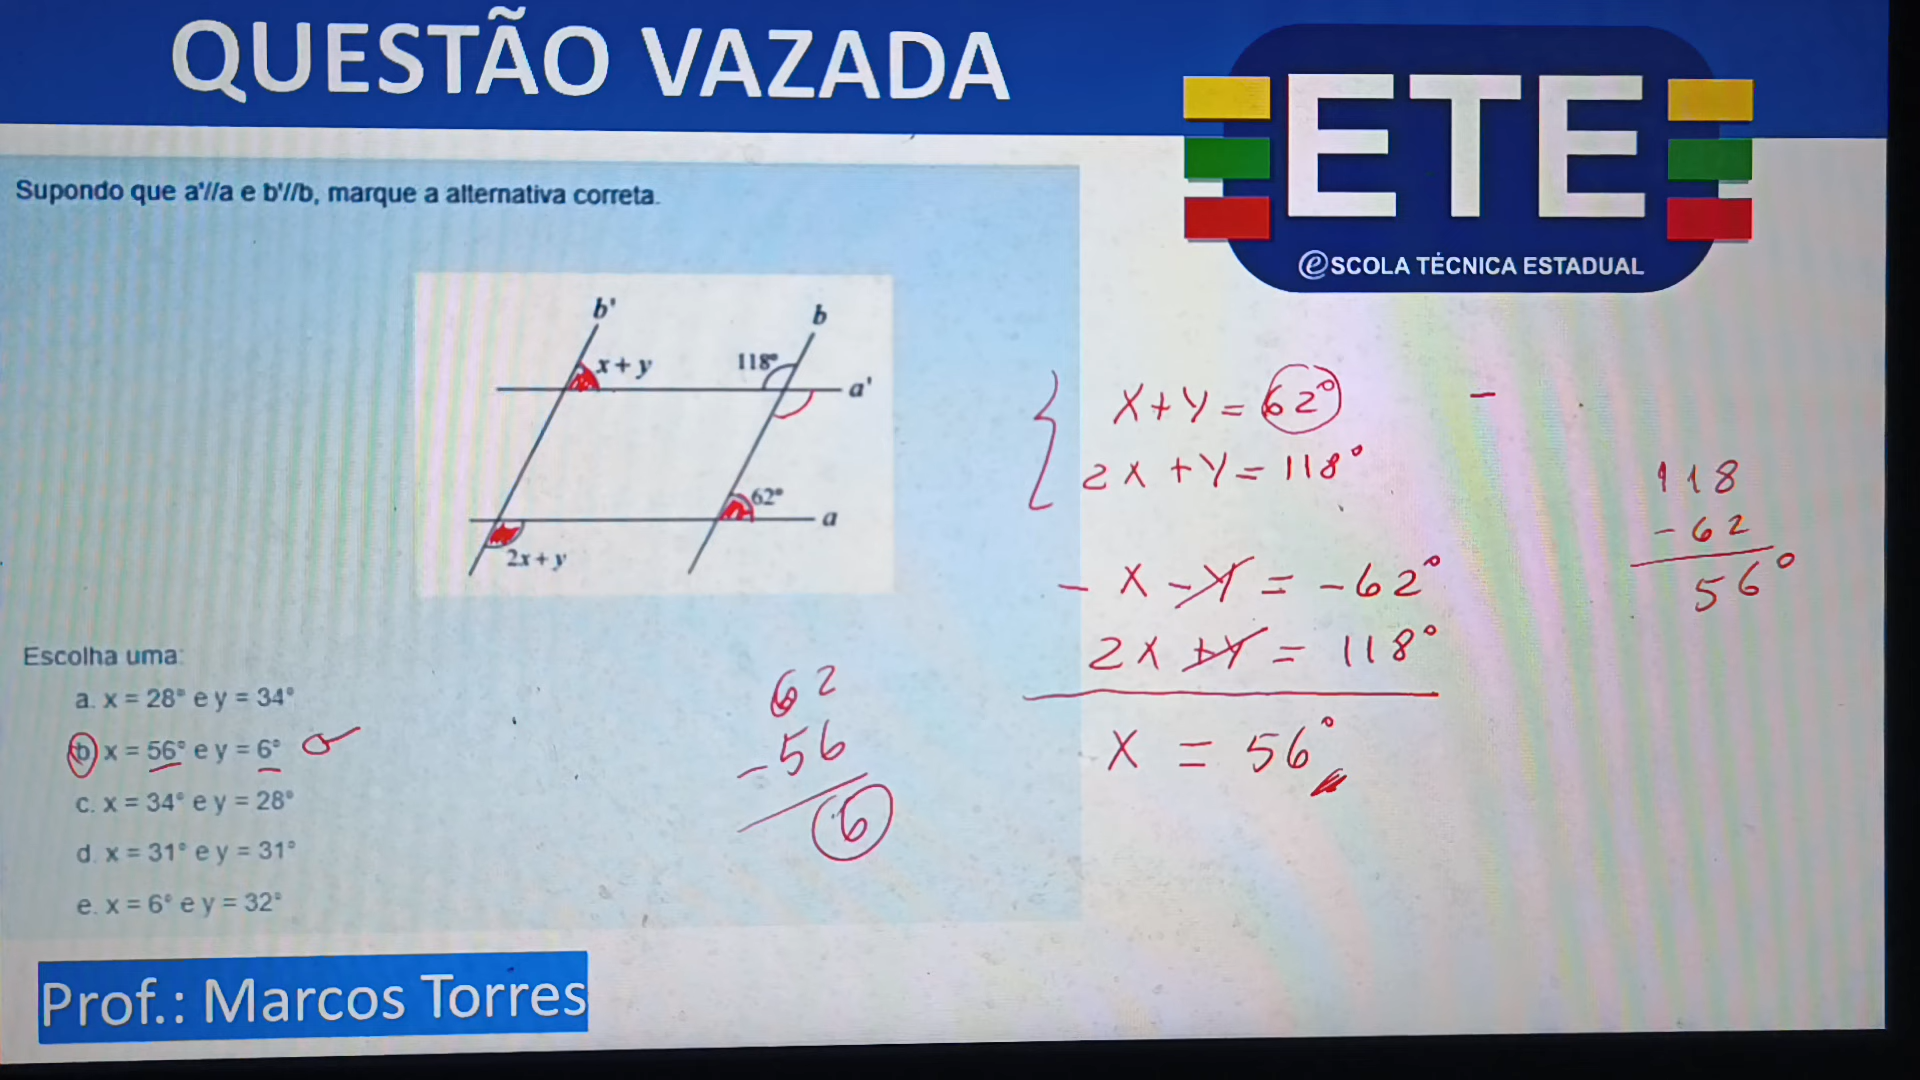 QUESTÃO VAZADA
ETE
@SCOLA TÉCNICA ESTADUAL
Supondo que a'//a e b'//b, marque a alternativa correta.
b'
b
x + y
118°
a'
62°
a
2x + y
Escolha uma:
a. x = 28° e y = 34°
b x = 56° e y = 6°
c. x = 34° e y = 28°
d. x = 31° e y = 31°
e. x = 6° e y = 32°
62
-56
6
X+Y = 62° -
2X +Y = 118°
- X -Y = -62°
2X +Y = 118°
X = 56°
118
-62
56°
Prof.: Marcos Torres